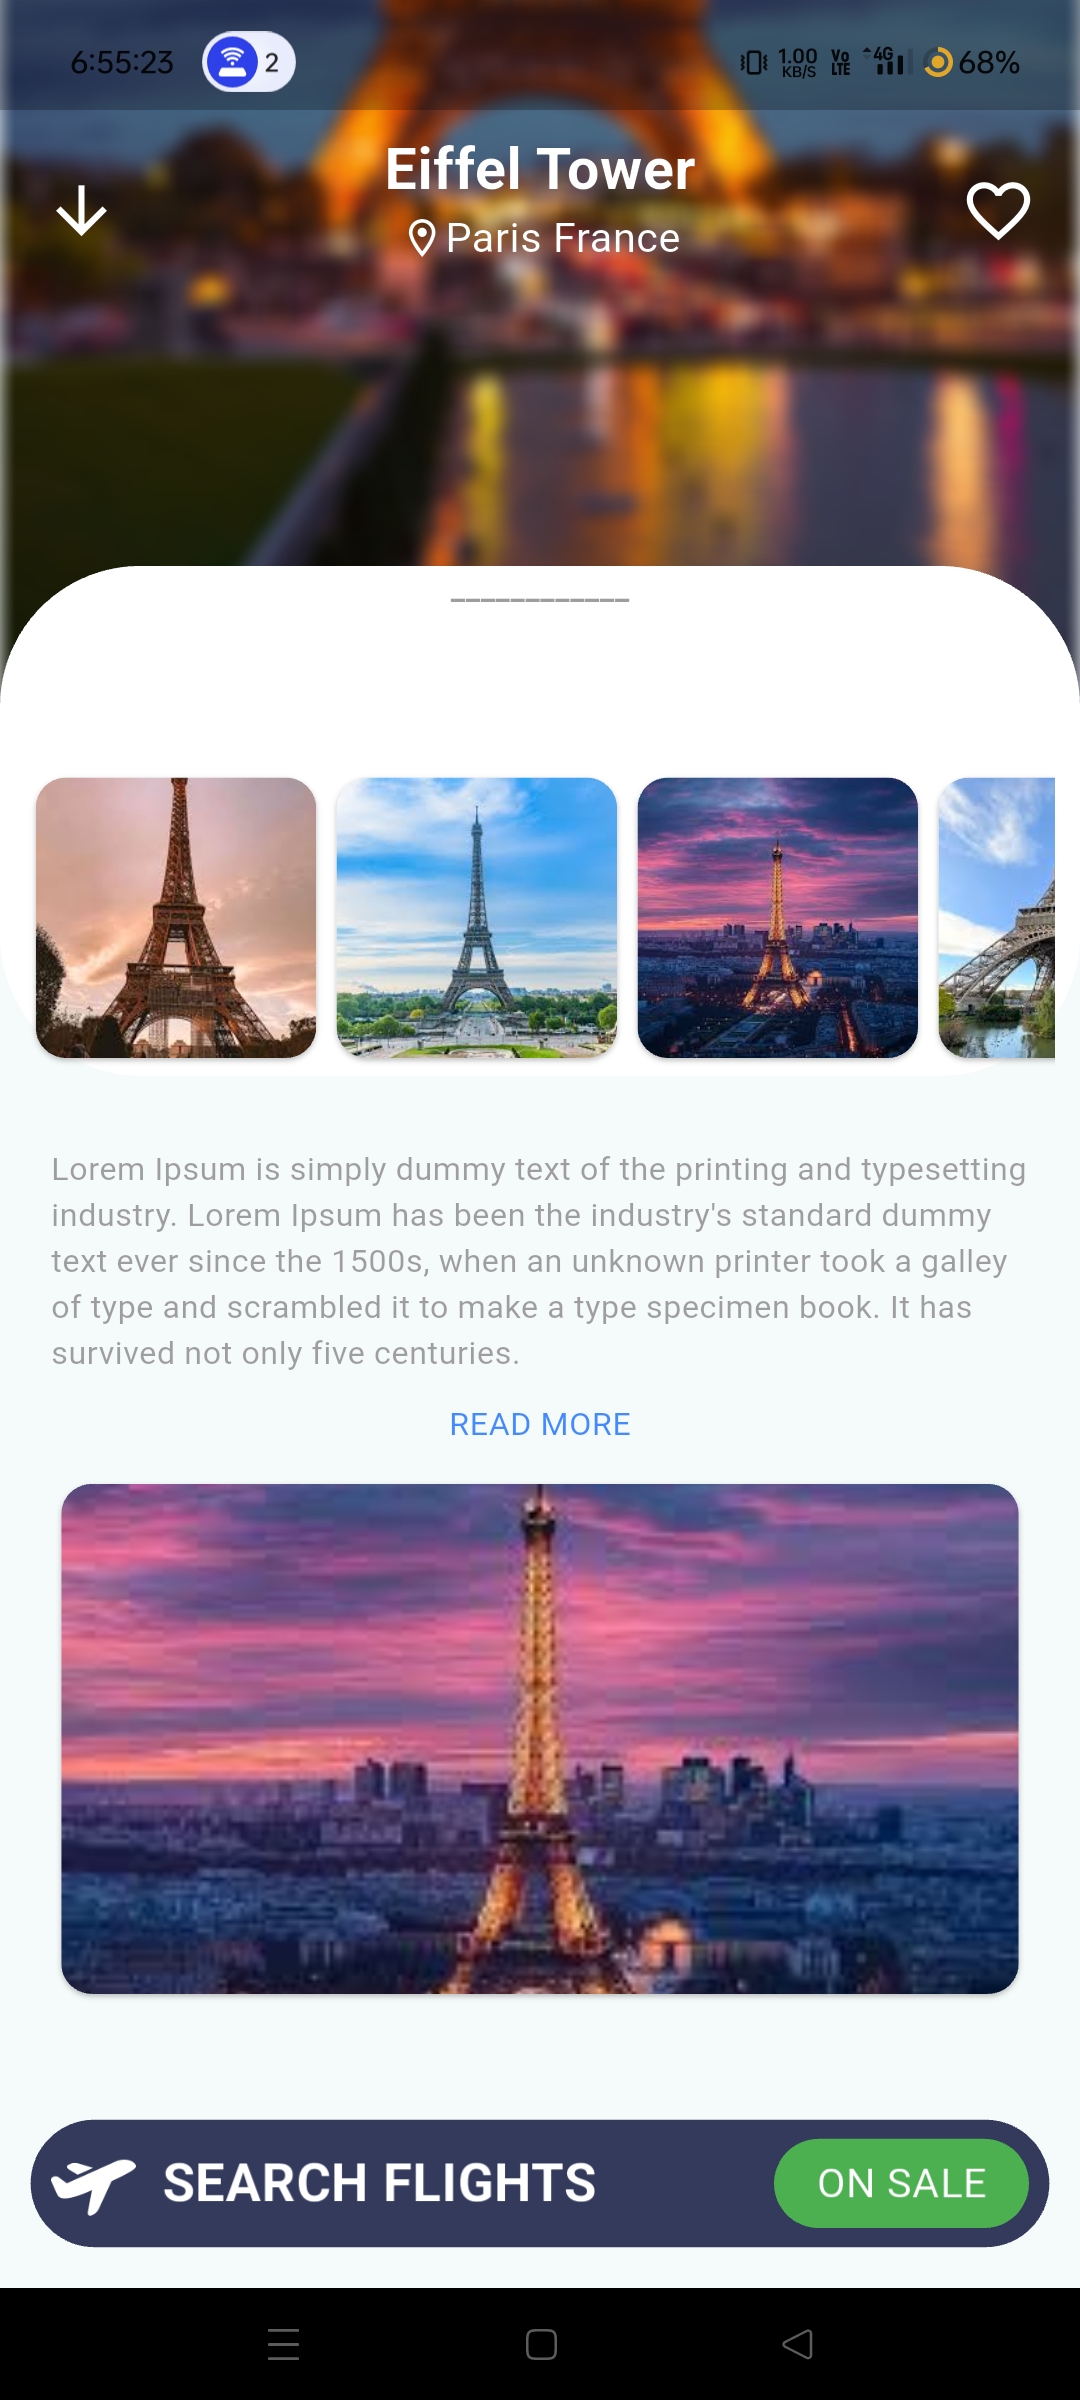 6:55:23 2 1.00 KB/S Vo LTE 4G 68%
Eiffel Tower
Paris France
Lorem Ipsum is simply dummy text of the printing and typesetting
industry. Lorem Ipsum has been the industry's standard dummy
text ever since the 1500s, when an unknown printer took a galley
of type and scrambled it to make a type specimen book. It has
survived not only five centuries.
READ MORE
SEARCH FLIGHTS ON SALE